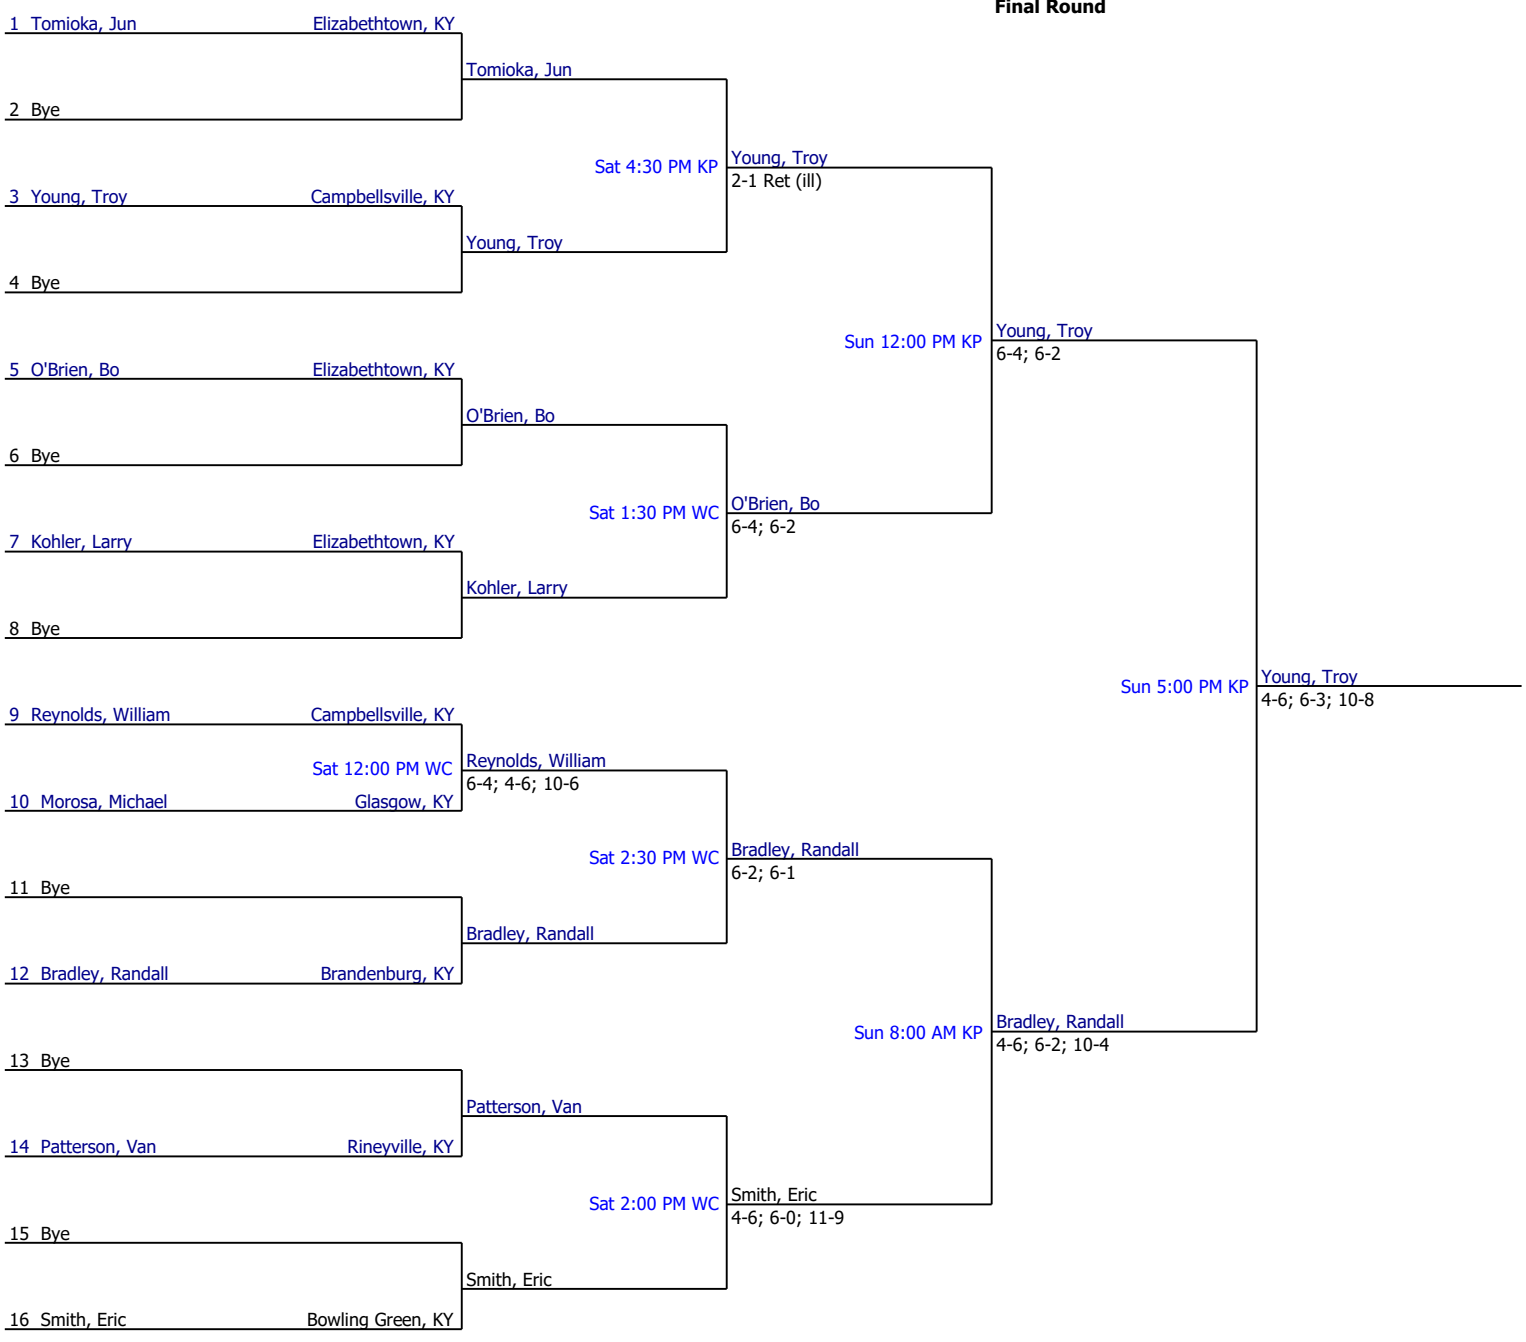 Final Round
1 Tomioka, Jun Elizabethtown, KY
Tomioka, Jun
2 Bye
Sat 4:30 PM KP Young, Troy
2-1 Ret (ill)
3 Young, Troy Campbellsville, KY
Young, Troy
4 Bye
Sun 12:00 PM KP Young, Troy
6-4; 6-2
5 O'Brien, Bo Elizabethtown, KY
O'Brien, Bo
6 Bye
Sat 1:30 PM WC O'Brien, Bo
6-4; 6-2
7 Kohler, Larry Elizabethtown, KY
Kohler, Larry
8 Bye
Sun 5:00 PM KP Young, Troy
4-6; 6-3; 10-8
9 Reynolds, William Campbellsville, KY
Sat 12:00 PM WC Reynolds, William
6-4; 4-6; 10-6
10 Morosa, Michael Glasgow, KY
Sat 2:30 PM WC Bradley, Randall
6-2; 6-1
11 Bye
Bradley, Randall
12 Bradley, Randall Brandenburg, KY
Sun 8:00 AM KP Bradley, Randall
4-6; 6-2; 10-4
13 Bye
Patterson, Van
14 Patterson, Van Rineyville, KY
Sat 2:00 PM WC Smith, Eric
4-6; 6-0; 11-9
15 Bye
Smith, Eric
16 Smith, Eric Bowling Green, KY